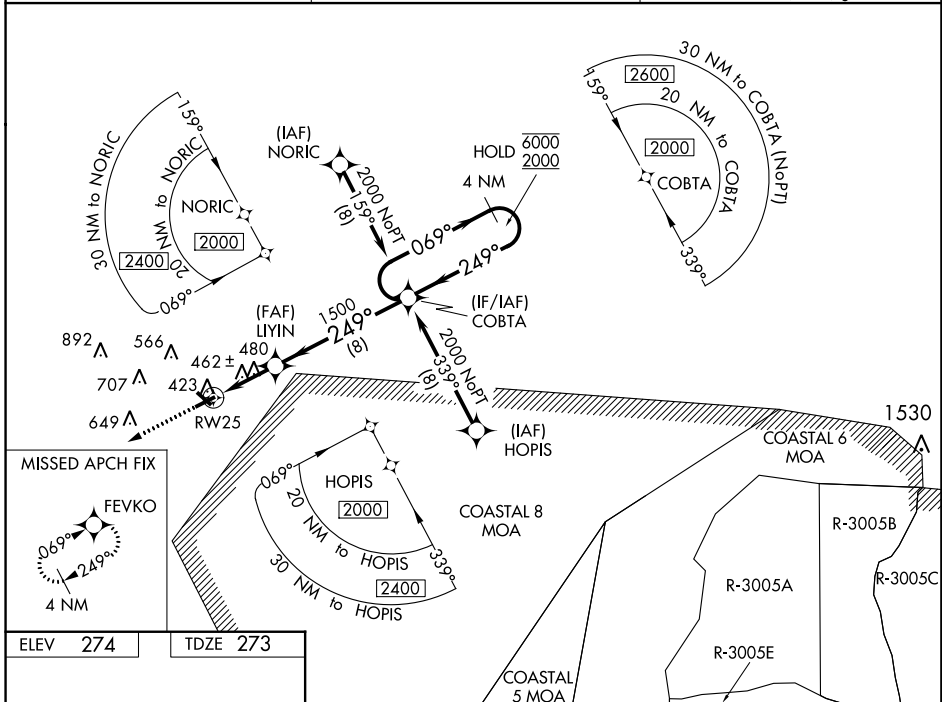 30 NM to COBTA (NoPT)
2600
159°
20 NM to COBTA
2000
COBTA
339°
159°
30 NM to NORIC
20 NM to NORIC
NORIC
2000
2400
069°
(IAF)
NORIC
2000 NoPT
159°
(8)
HOLD 6000
2000
4 NM
069°
249°
(IF/IAF)
COBTA
(FAF)
LIYIN
1500
249°
(8)
2000 NoPT
339°
(8)
(IAF)
HOPIS
892
566
480
462 ±
707
423
649
RW25
1530
COASTAL 6
MOA
MISSED APCH FIX
FEVKO
069°
249°
4 NM
069°
HOPIS
2000
20 NM to HOPIS
339°
2400
30 NM to HOPIS
COASTAL 8
MOA
R-3005B
R-3005A
R-3005C
R-3005E
COASTAL
5 MOA
ELEV 274
TDZE 273